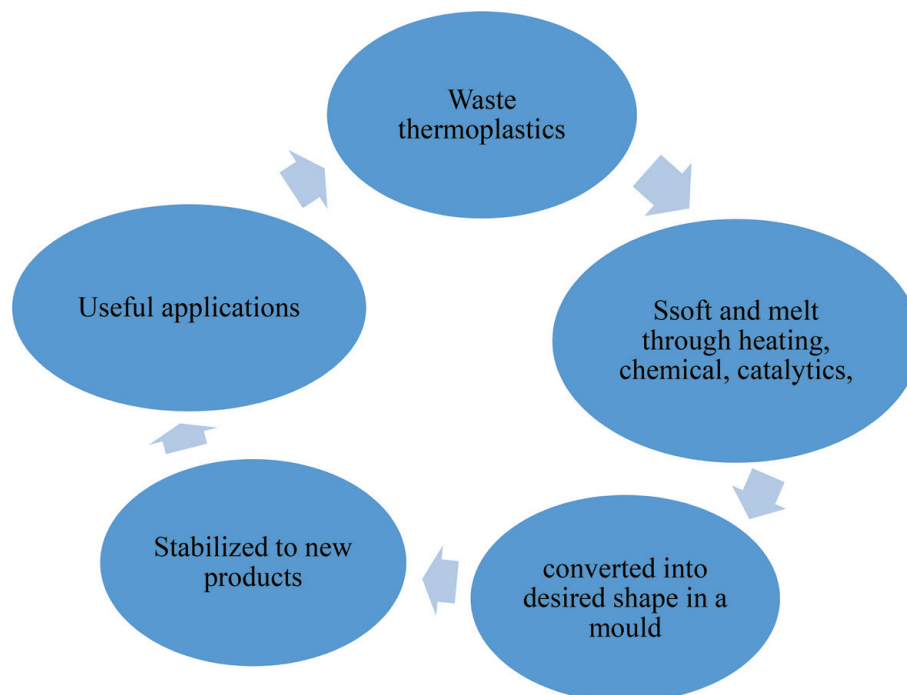 Waste
thermoplastics
Ssoft and melt
through heating,
chemical, catalytics,
converted into
desired shape in a
mould
Stabilized to new
products
Useful applications